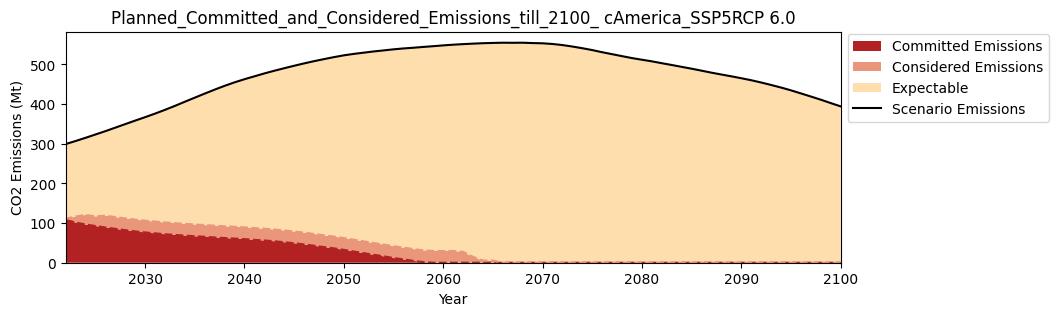 Planned_Committed_and_Considered_Emissions_till_2100_ cAmerica_SSP5RCP 6.0
CO2 Emissions (Mt)
500
400
300
200
100
0
2030 2040 2050 2060 2070 2080 2090 2100
Year
Committed Emissions
Considered Emissions
Expectable
Scenario Emissions